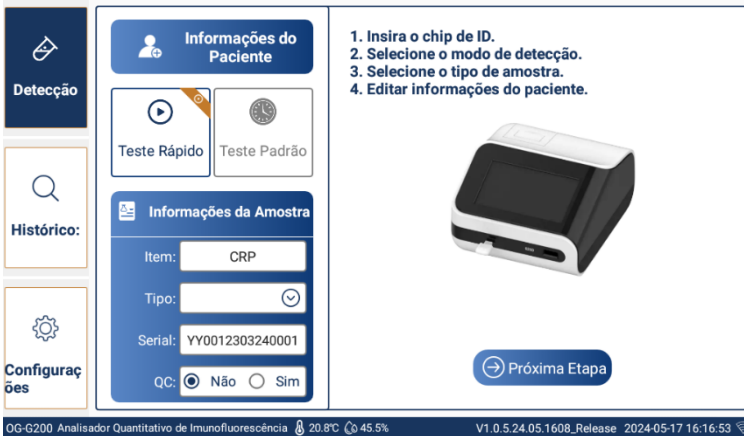 Detecção
Histórico:
Configuraç
ões
Informações do
Paciente
Teste Rápido
Teste Padrão
Informações da Amostra
Item: CRP
Tipo:
Serial: YY0012303240001
QC: Não Sim
1. Insira o chip de ID.
2. Selecione o modo de detecção.
3. Selecione o tipo de amostra.
4. Editar informações do paciente.
Próxima Etapa
OG-G200 Analisador Quantitativo de Imunofluorescência 20.8℃ 45.5% V1.0.5.24.05.1608_Release 2024-05-17 16:16:53